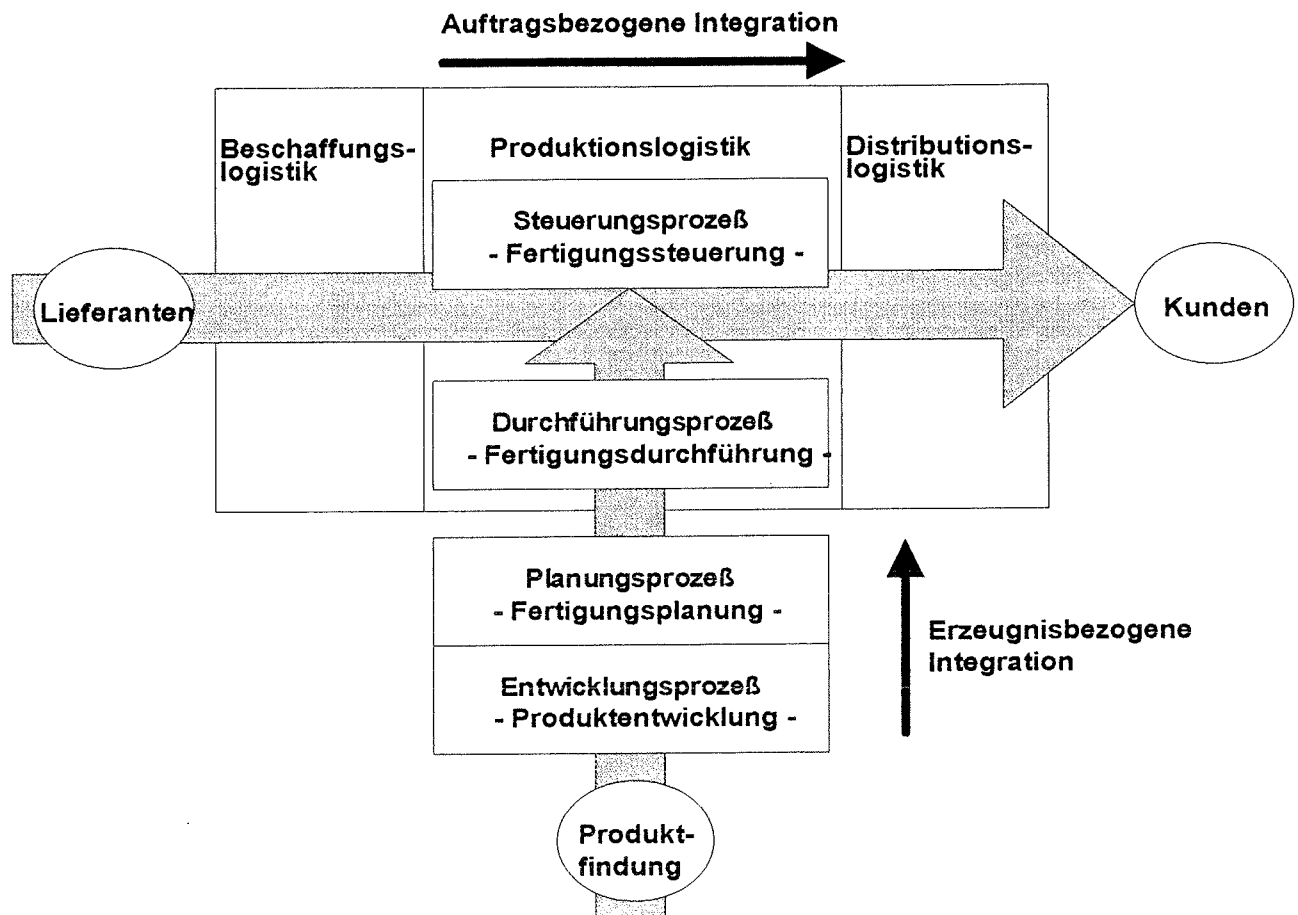 Auftragsbezogene Integration
Beschaffungs-
logistik
Produktionslogistik
Distributions-
logistik
Steuerungsprozeß
- Fertigungssteuerung -
Lieferanten
Kunden
Durchführungsprozeß
- Fertigungsdurchführung -
Planungsprozeß
- Fertigungsplanung -
Erzeugnisbezogene
Integration
Entwicklungsprozeß
- Produktentwicklung -
Produkt-
findung